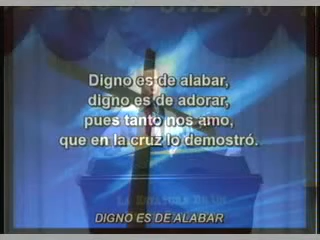 Digno es de alabar,
digno es de adorar,
pues tanto nos amo,
que en la cruz lo demostró.
DIGNO ES DE ALABAR